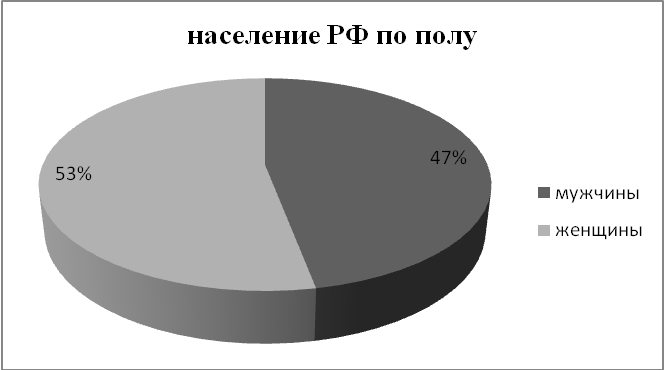 население РФ по полу
47%
53%
мужчины
женщины